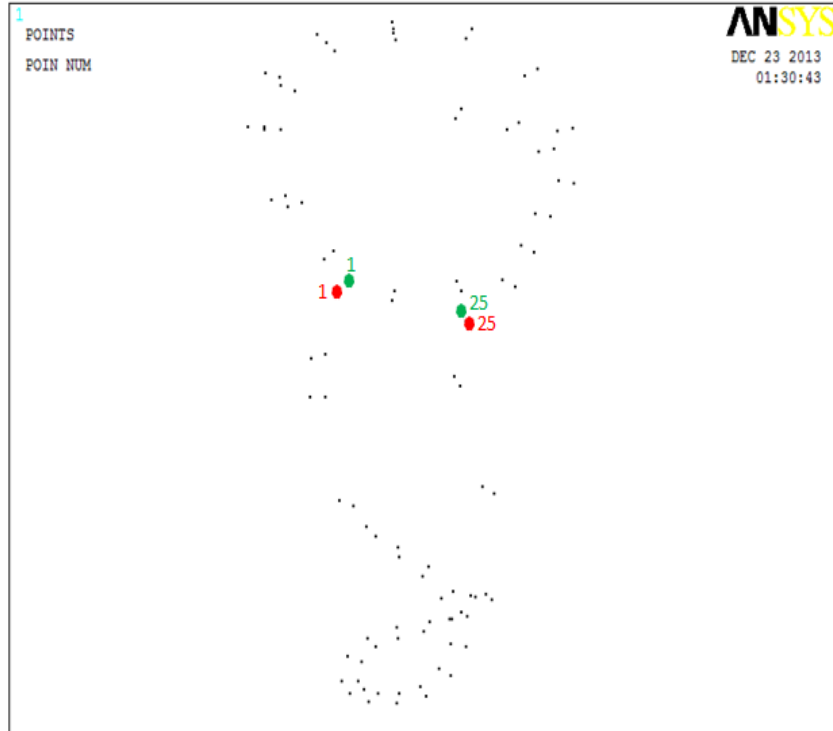 1
POINTS
POIN NUM
ANSYS
DEC 23 2013
01:30:43
1
1
25
25